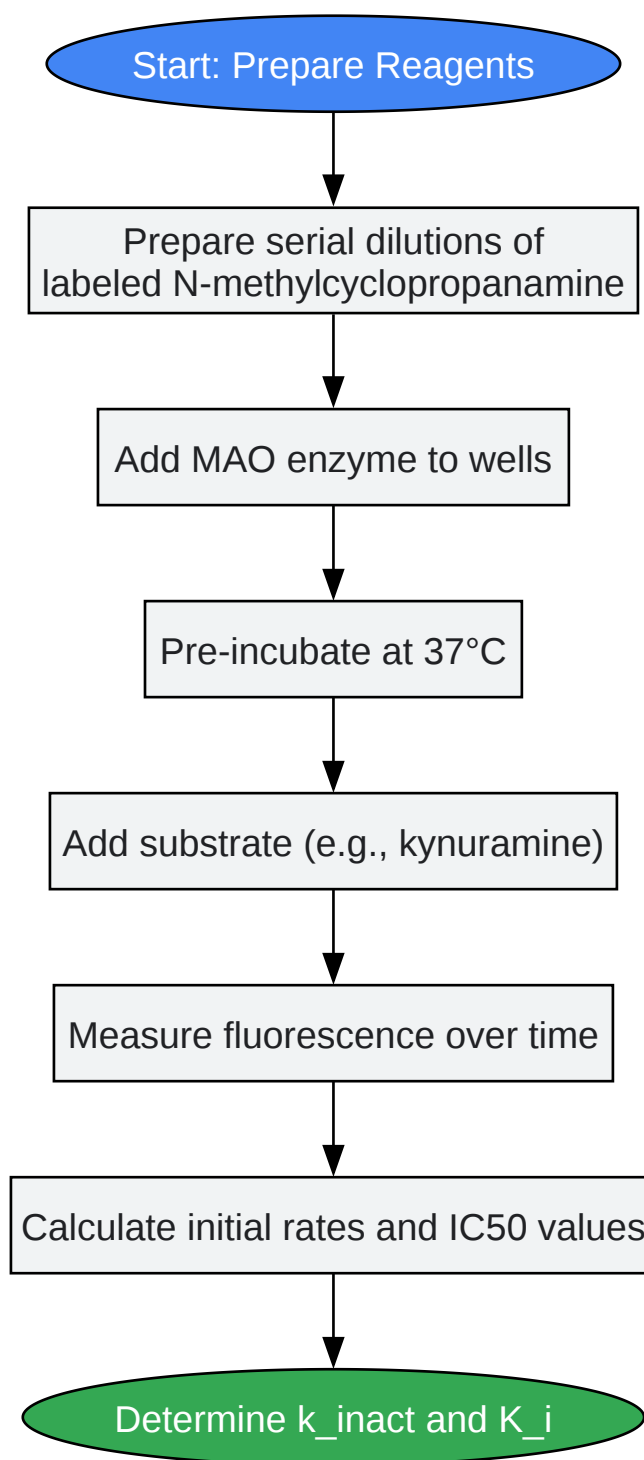 Start: Prepare Reagents
Prepare serial dilutions of
labeled N-methylcyclopropanamine
Add MAO enzyme to wells
Pre-incubate at 37°C
Add substrate (e.g., kynuramine)
Measure fluorescence over time
Calculate initial rates and IC50 values
Determine k_inact and K_i